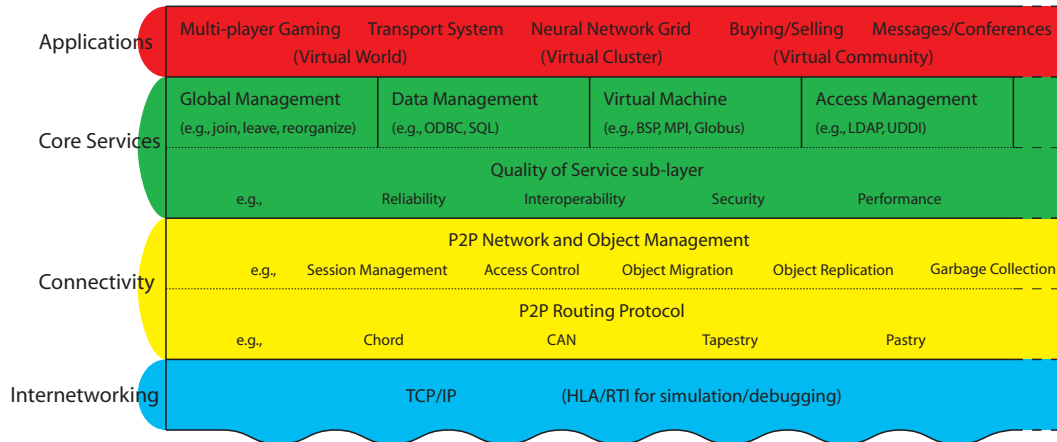 Applications
Multi-player Gaming Transport System Neural Network Grid Buying/Selling Messages/Conferences
(Virtual World) (Virtual Cluster) (Virtual Community)
Core Services
Global Management Data Management Virtual Machine Access Management
(e.g., join, leave, reorganize) (e.g., ODBC, SQL) (e.g., BSP, MPI, Globus) (e.g., LDAP, UDDI)
Quality of Service sub-layer
e.g., Reliability Interoperability Security Performance
Connectivity
P2P Network and Object Management
e.g., Session Management Access Control Object Migration Object Replication Garbage Collection
P2P Routing Protocol
e.g., Chord CAN Tapestry Pastry
Internetworking
TCP/IP (HLA/RTI for simulation/debugging)